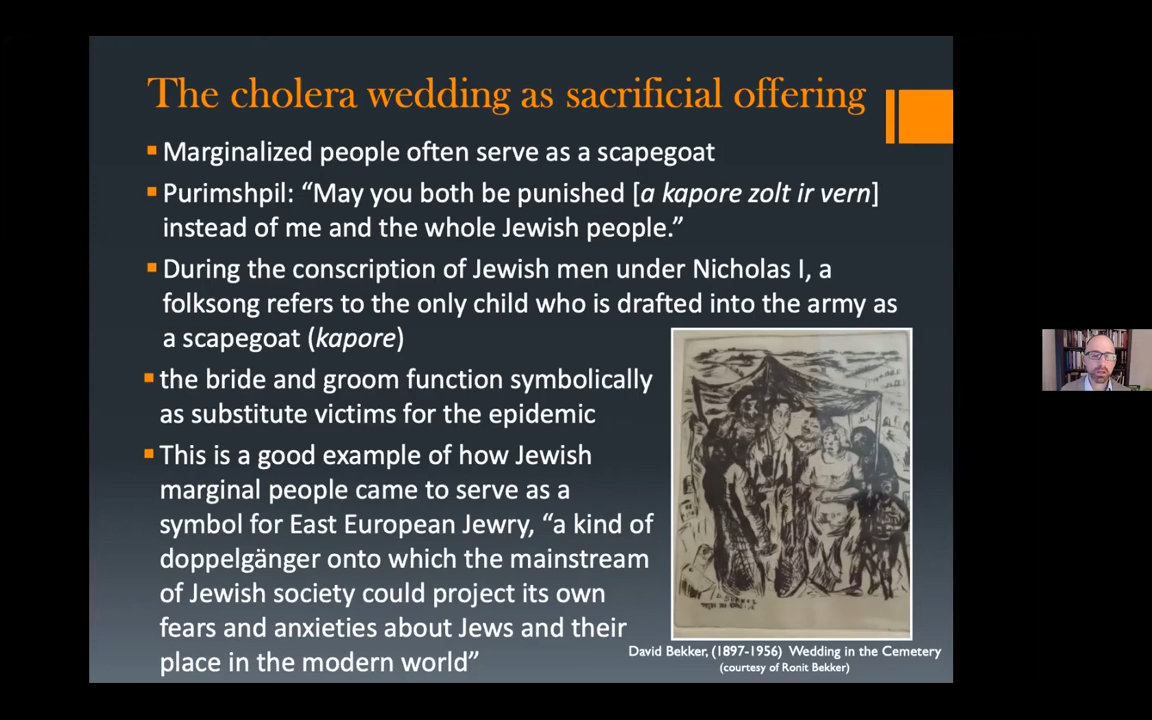 The cholera wedding as sacrificial offering
▪ Marginalized people often serve as a scapegoat
▪ Purimshpil: “May you both be punished [a kapore zolt ir vern]
instead of me and the whole Jewish people.”
▪ During the conscription of Jewish men under Nicholas I, a
folksong refers to the only child who is drafted into the army as
a scapegoat (kapore)
▪ the bride and groom function symbolically
as substitute victims for the epidemic
▪ This is a good example of how Jewish
marginal people came to serve as a
symbol for East European Jewry, “a kind of
doppelgänger onto which the mainstream
of Jewish society could project its own
fears and anxieties about Jews and their
place in the modern world”
David Bekker, (1897-1956) Wedding in the Cemetery
(courtesy of Ronit Bekker)